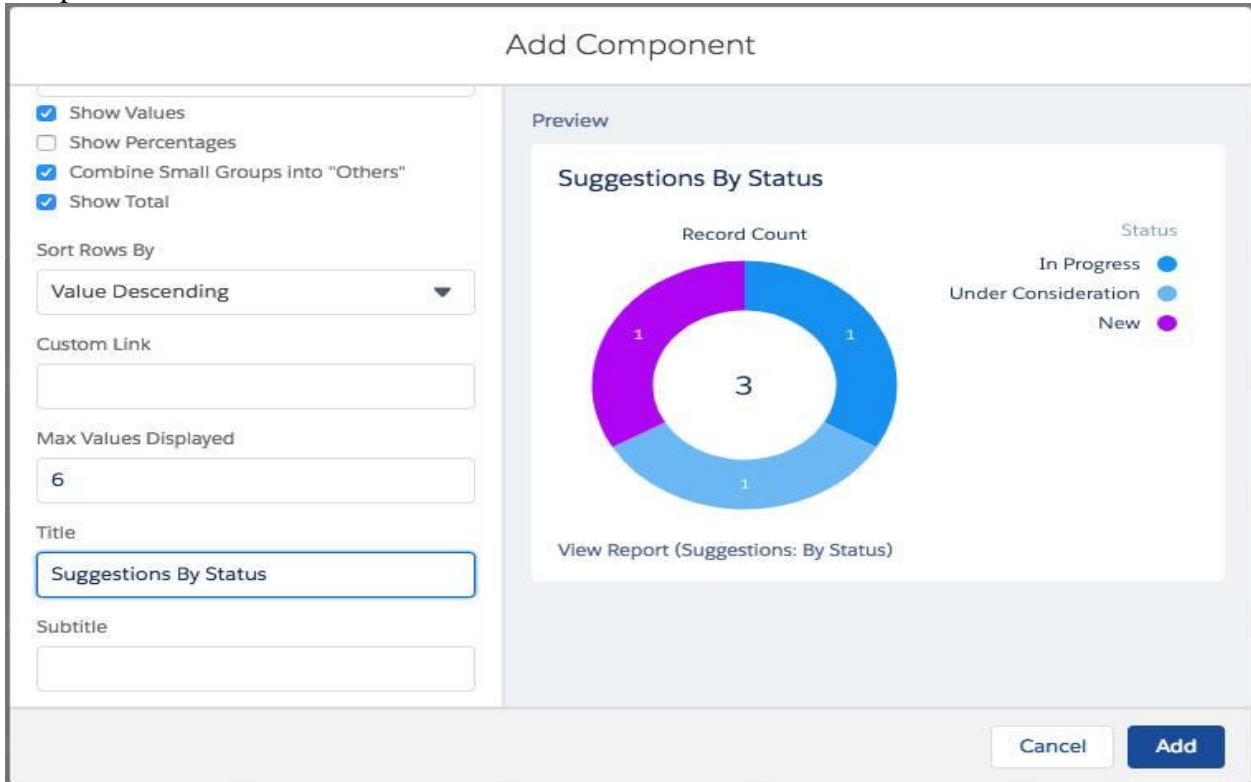 Add Component
Show Values
Show Percentages
Combine Small Groups into "Others"
Show Total
Sort Rows By
Value Descending
Custom Link
Max Values Displayed
6
Title
Suggestions By Status
Subtitle
Preview
Suggestions By Status
Record Count
Status
In Progress
Under Consideration
New
1
1
3
1
View Report (Suggestions: By Status)
Cancel
Add